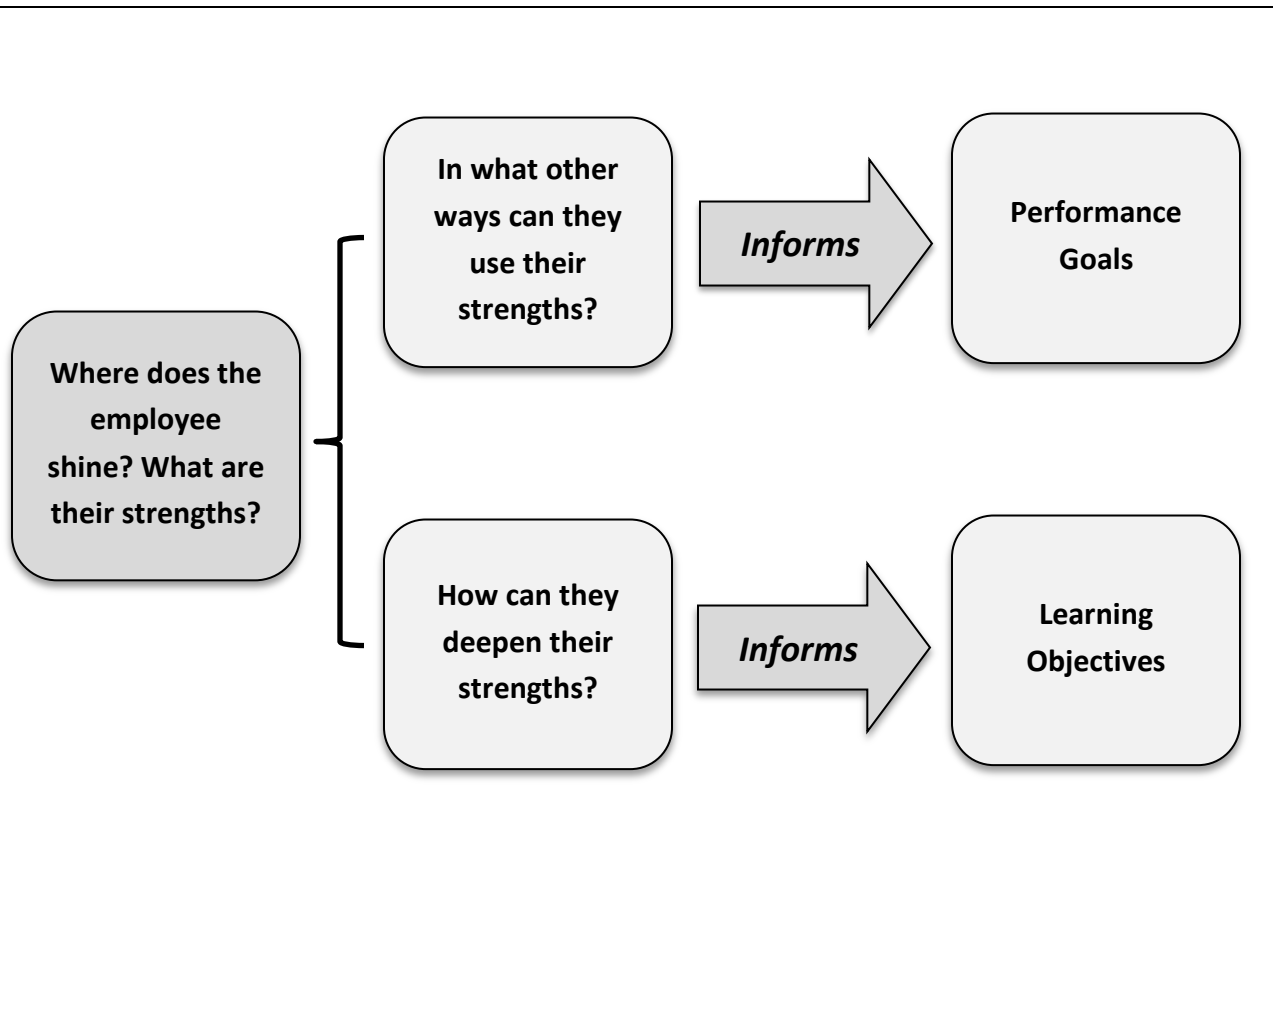 Where does the
employee
shine? What are
their strengths?
In what other
ways can they
use their
strengths?
Informs
Performance
Goals
How can they
deepen their
strengths?
Informs
Learning
Objectives